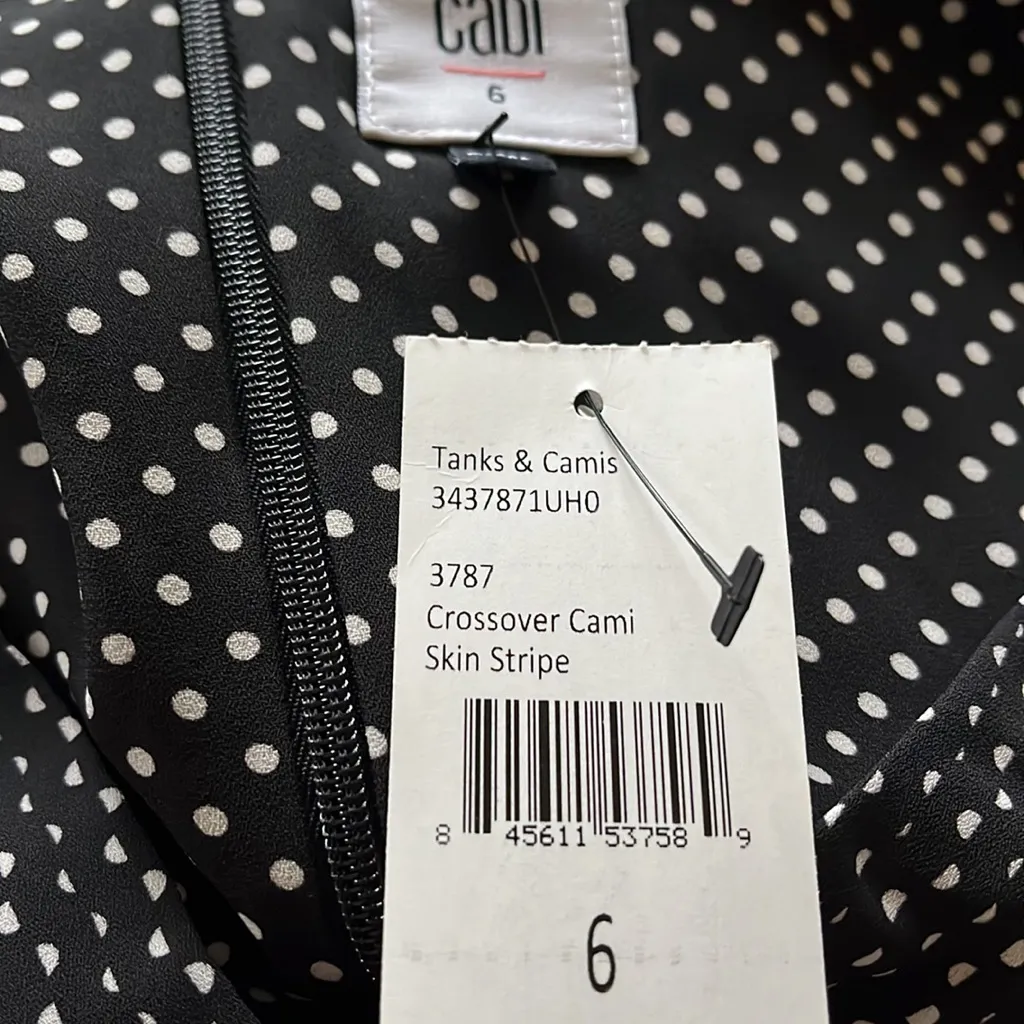 cabi
6
Tanks & Camis
3437871UH0
3787
Crossover Cami
Skin Stripe
8 45611 53758 9
6